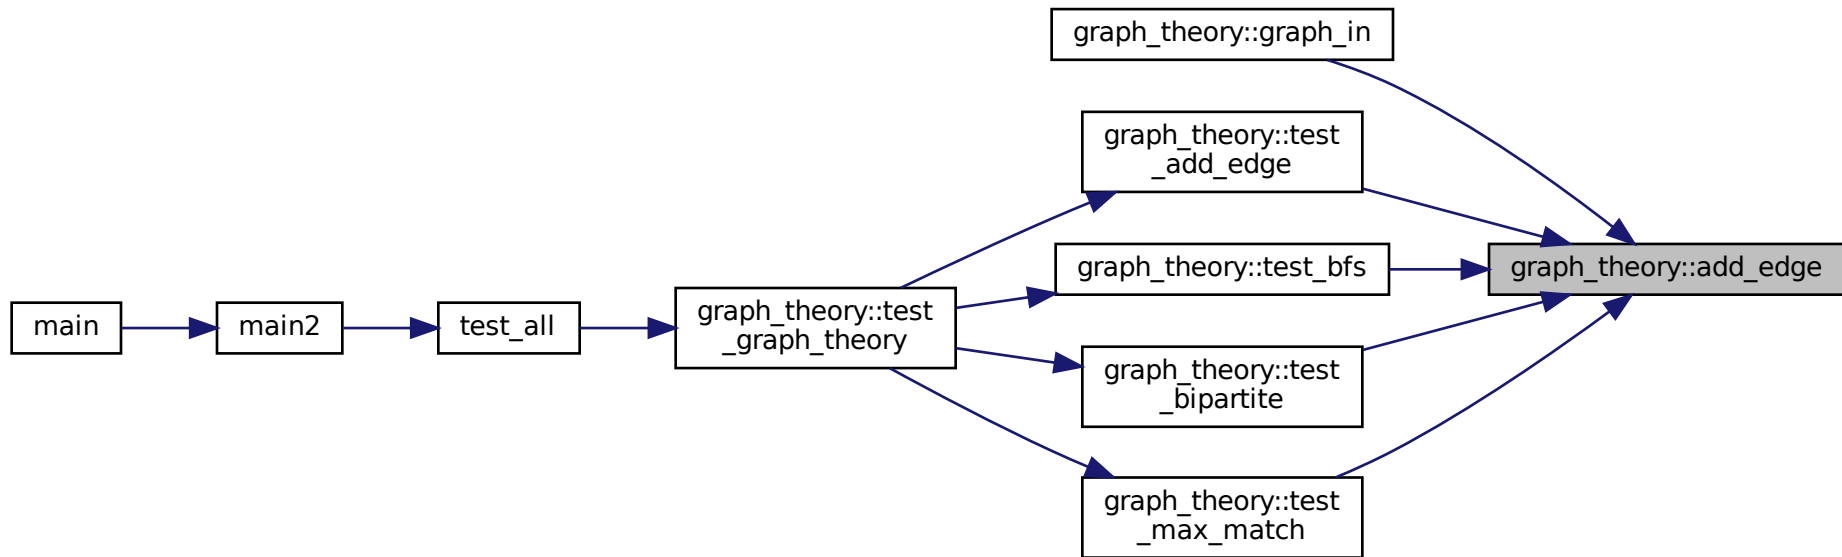 graph_theory::graph_in
graph_theory::test
_add_edge
graph_theory::test_bfs
graph_theory::add_edge
main
main2
test_all
graph_theory::test
_graph_theory
graph_theory::test
_bipartite
graph_theory::test
_max_match